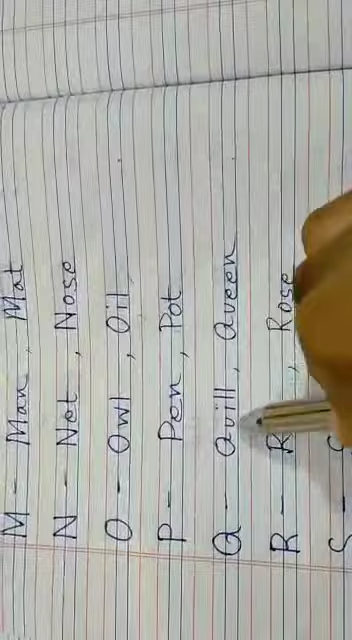 M - Man, Mat
N - Net, Nose
O - Owl, Oil
P - Pen, Pot
Q - Quill, Queen
R - R , Rose
S -